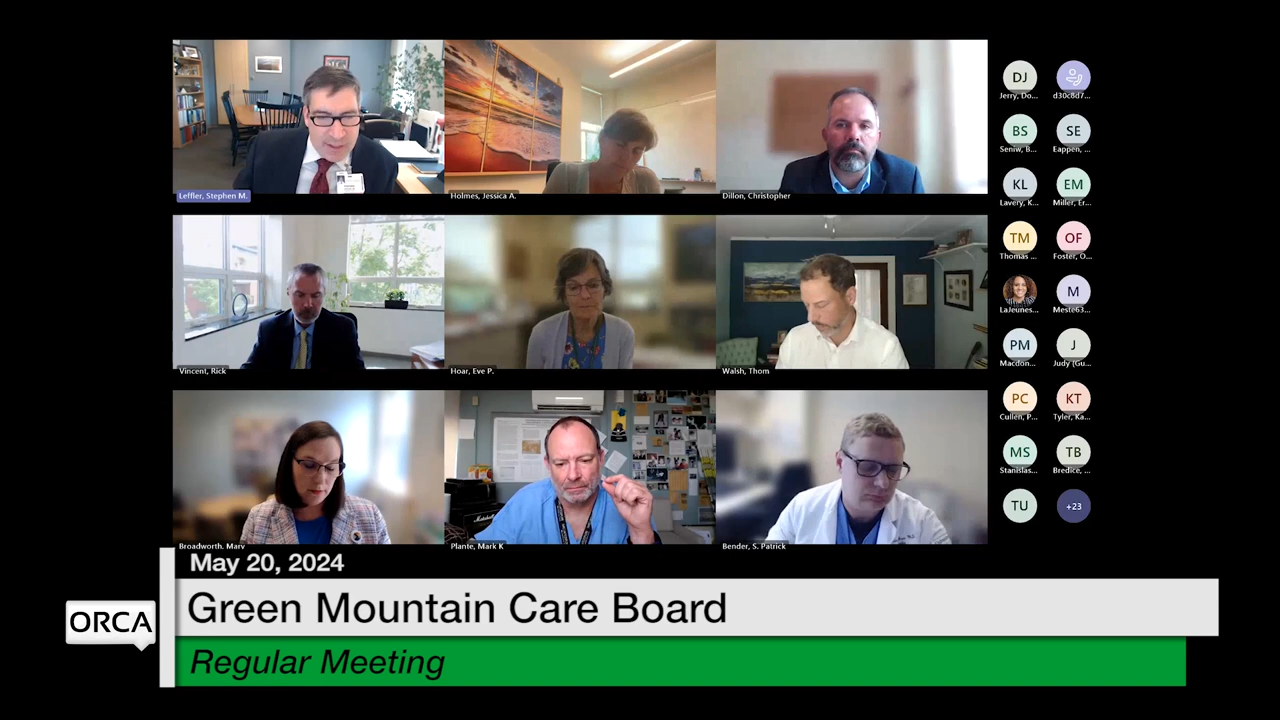 Leffler, Stephen M.
Holmes, Jessica A.
Dillon, Christopher
Vincent, Rick
Hoar, Eve P.
Walsh, Thom
Broadworth, Mary
Plante, Mark K
Bender, S. Patrick
DJ
Jerry, Do...
d30c8d7...
BS
Seniw, B...
SE
Eappen, ...
KL
Lavery, K...
EM
Miller, Er...
TM
Thomas ...
OF
Foster, O...
LaJeunes...
M
Meste63...
PM
Macdon...
J
Judy (Gu...
PC
Cullen, P...
KT
Tyler, Ka...
MS
Stanislas...
TB
Bredice, ...
TU
+23
May 20, 2024
ORCA
Green Mountain Care Board
Regular Meeting